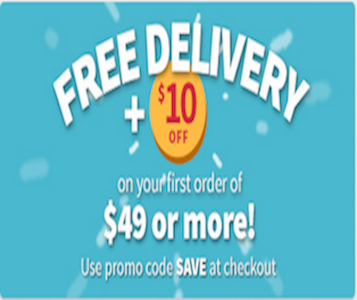 FREE DELIVERY
+ $10
OFF
on your first order of
$49 or more!
Use promo code SAVE at checkout